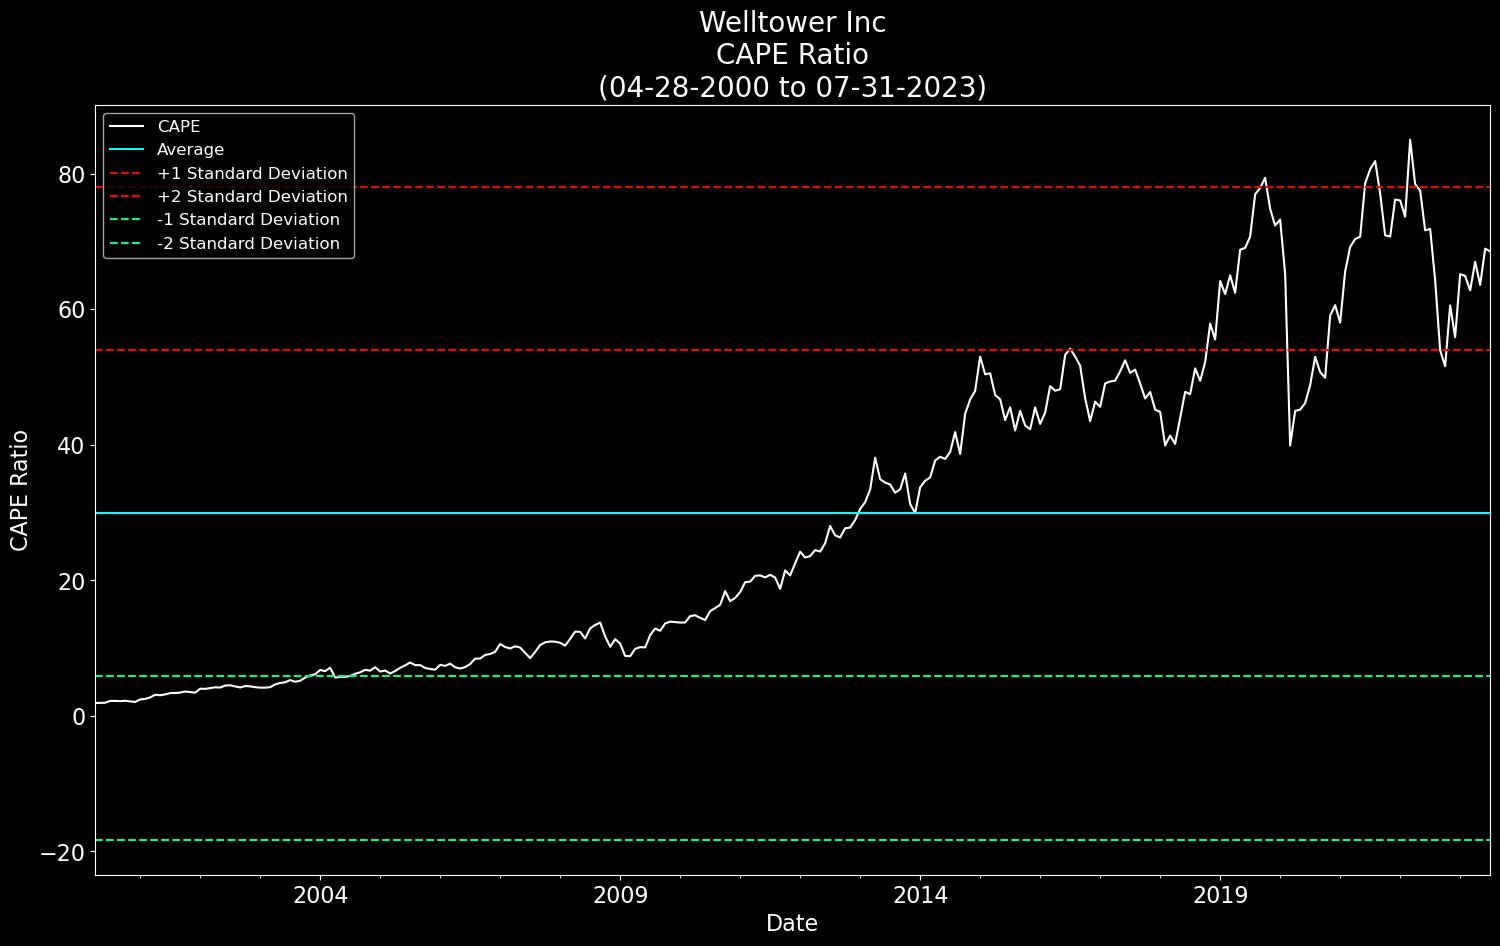 Welltower Inc
CAPE Ratio
(04-28-2000 to 07-31-2023)
CAPE
Average
+1 Standard Deviation
+2 Standard Deviation
-1 Standard Deviation
-2 Standard Deviation
80
60
40
20
0
−20
CAPE Ratio
2004 2009 2014 2019
Date